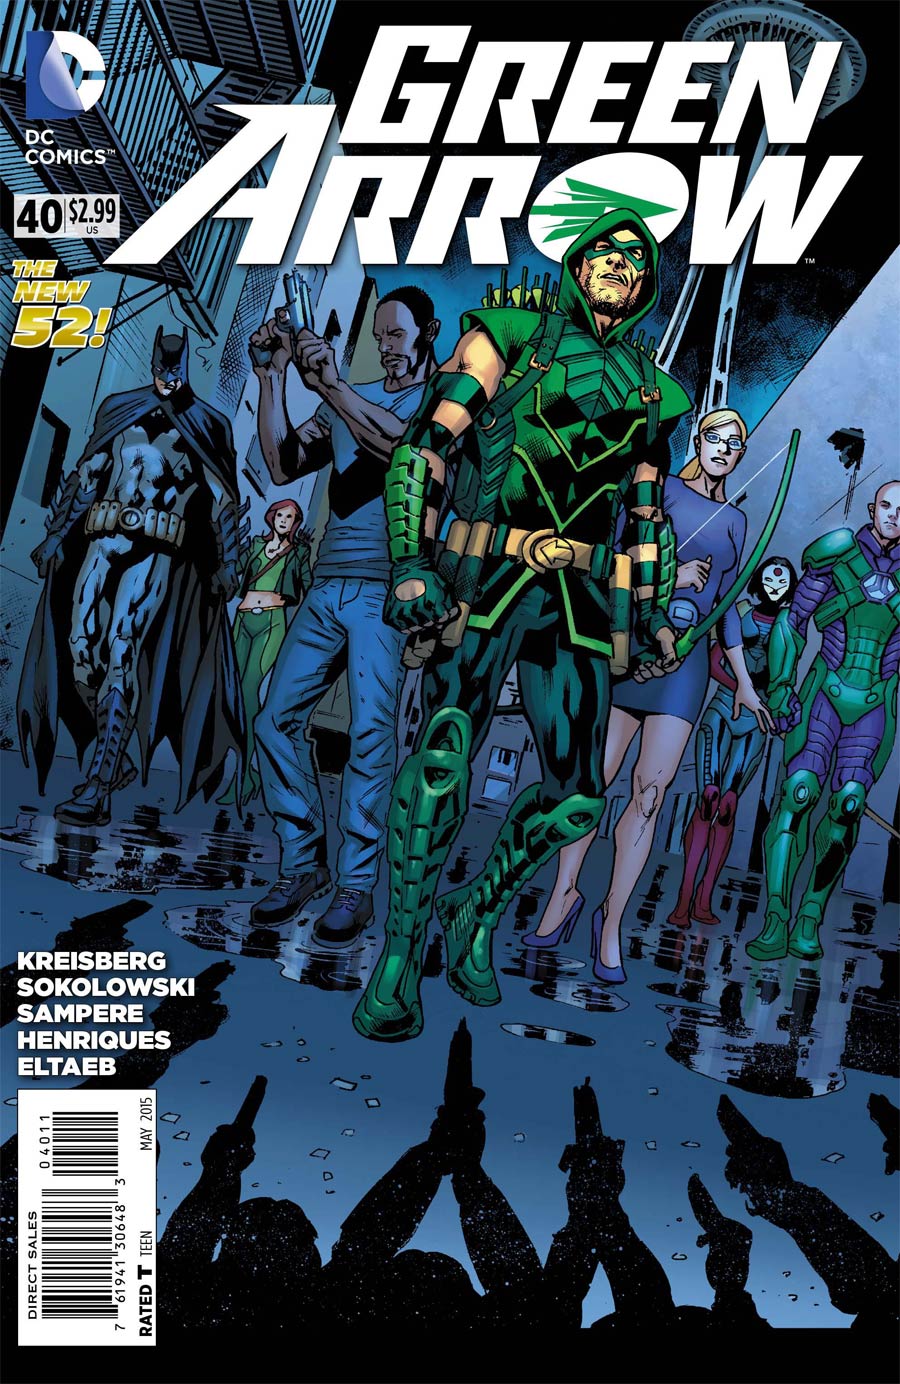 GREEN
ARROW
™
DC
COMICS™
40 $2.99
US
THE
NEW
52!
KREISBERG
SOKOLOWSKI
SAMPERE
HENRIQUES
ELTAEB
DIRECT SALES
7 61941 30648 3
04011
RATED T TEEN MAY 2015